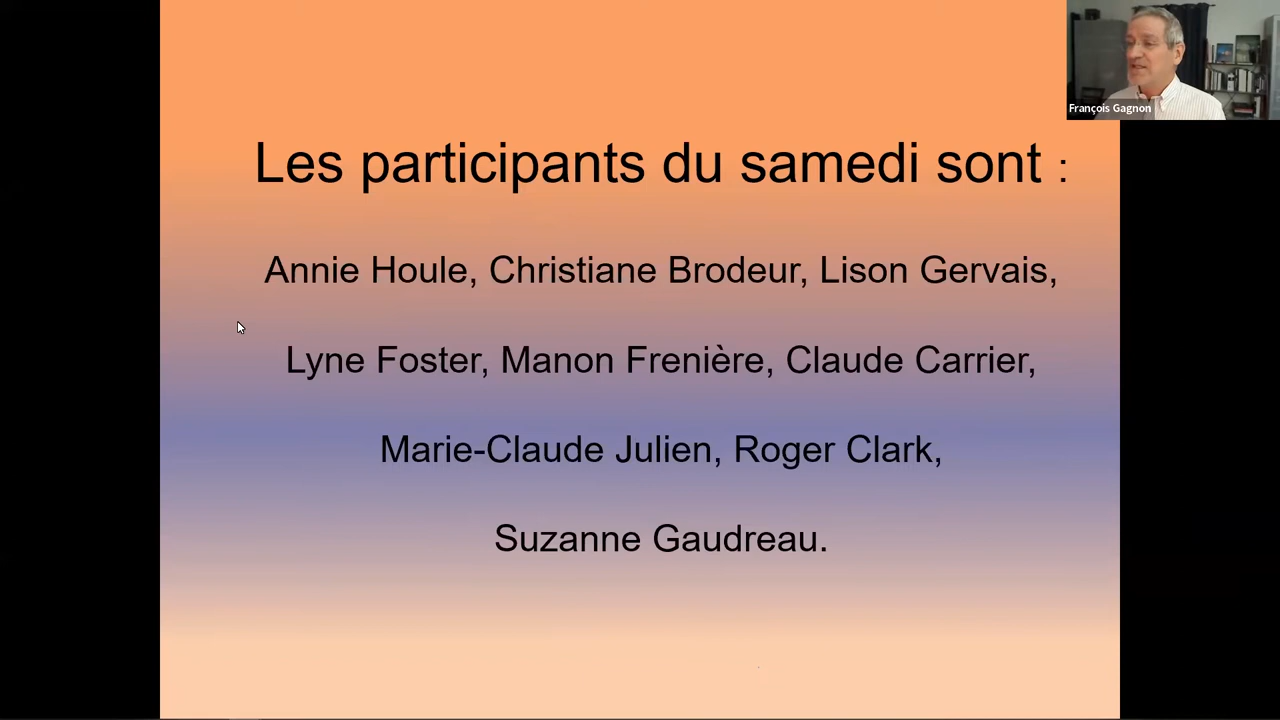 François Gagnon
Les participants du samedi sont :
Annie Houle, Christiane Brodeur, Lison Gervais,
Lyne Foster, Manon Frenière, Claude Carrier,
Marie-Claude Julien, Roger Clark,
Suzanne Gaudreau.